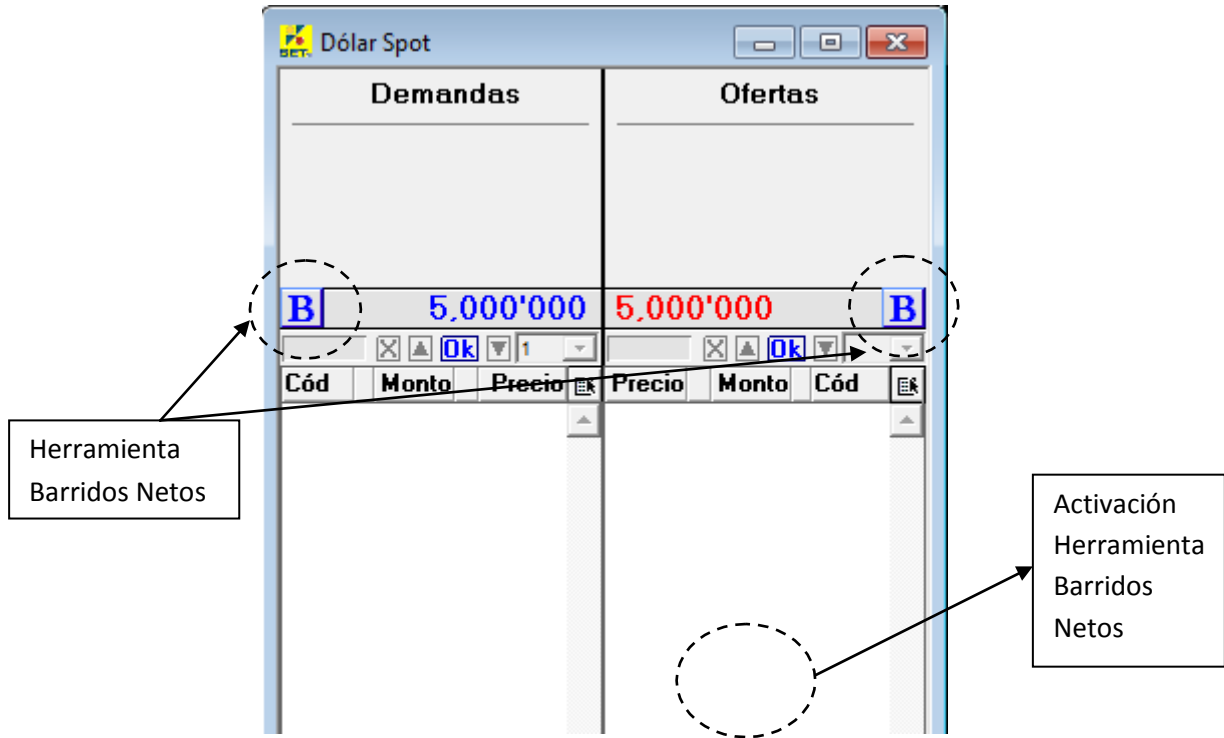 SET
Dólar Spot
Demandas
Ofertas
B 5,000'000 5,000'000 B
Ok 1 Ok
Cód Monto Precio Precio Monto Cód
Herramienta
Barridos Netos
Activación
Herramienta
Barridos
Netos